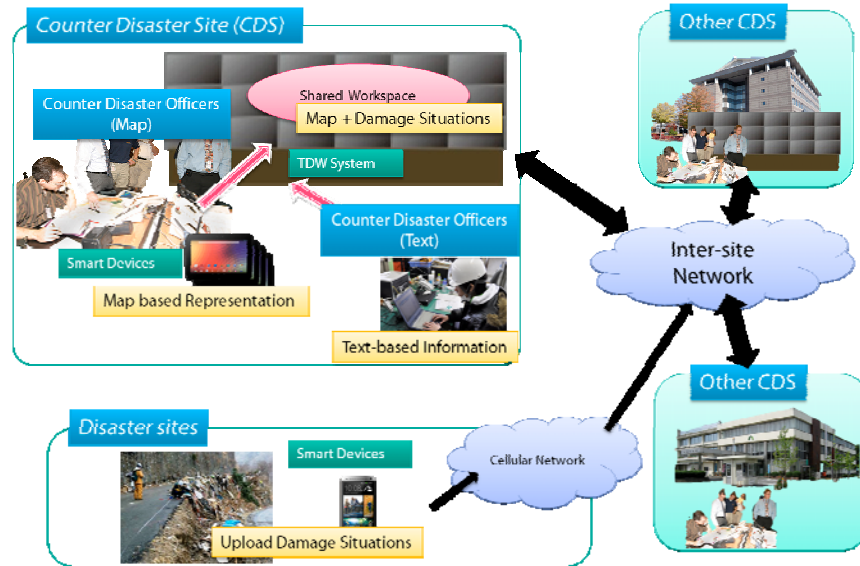 Counter Disaster Site (CDS)
Shared Workspace
Counter Disaster Officers
(Map)
Map + Damage Situations
TDW System
Counter Disaster Officers
(Text)
Smart Devices
Map based Representation
Text-based Information
Other CDS
Inter-site
Network
Other CDS
Disaster sites
Smart Devices
Cellular Network
Upload Damage Situations